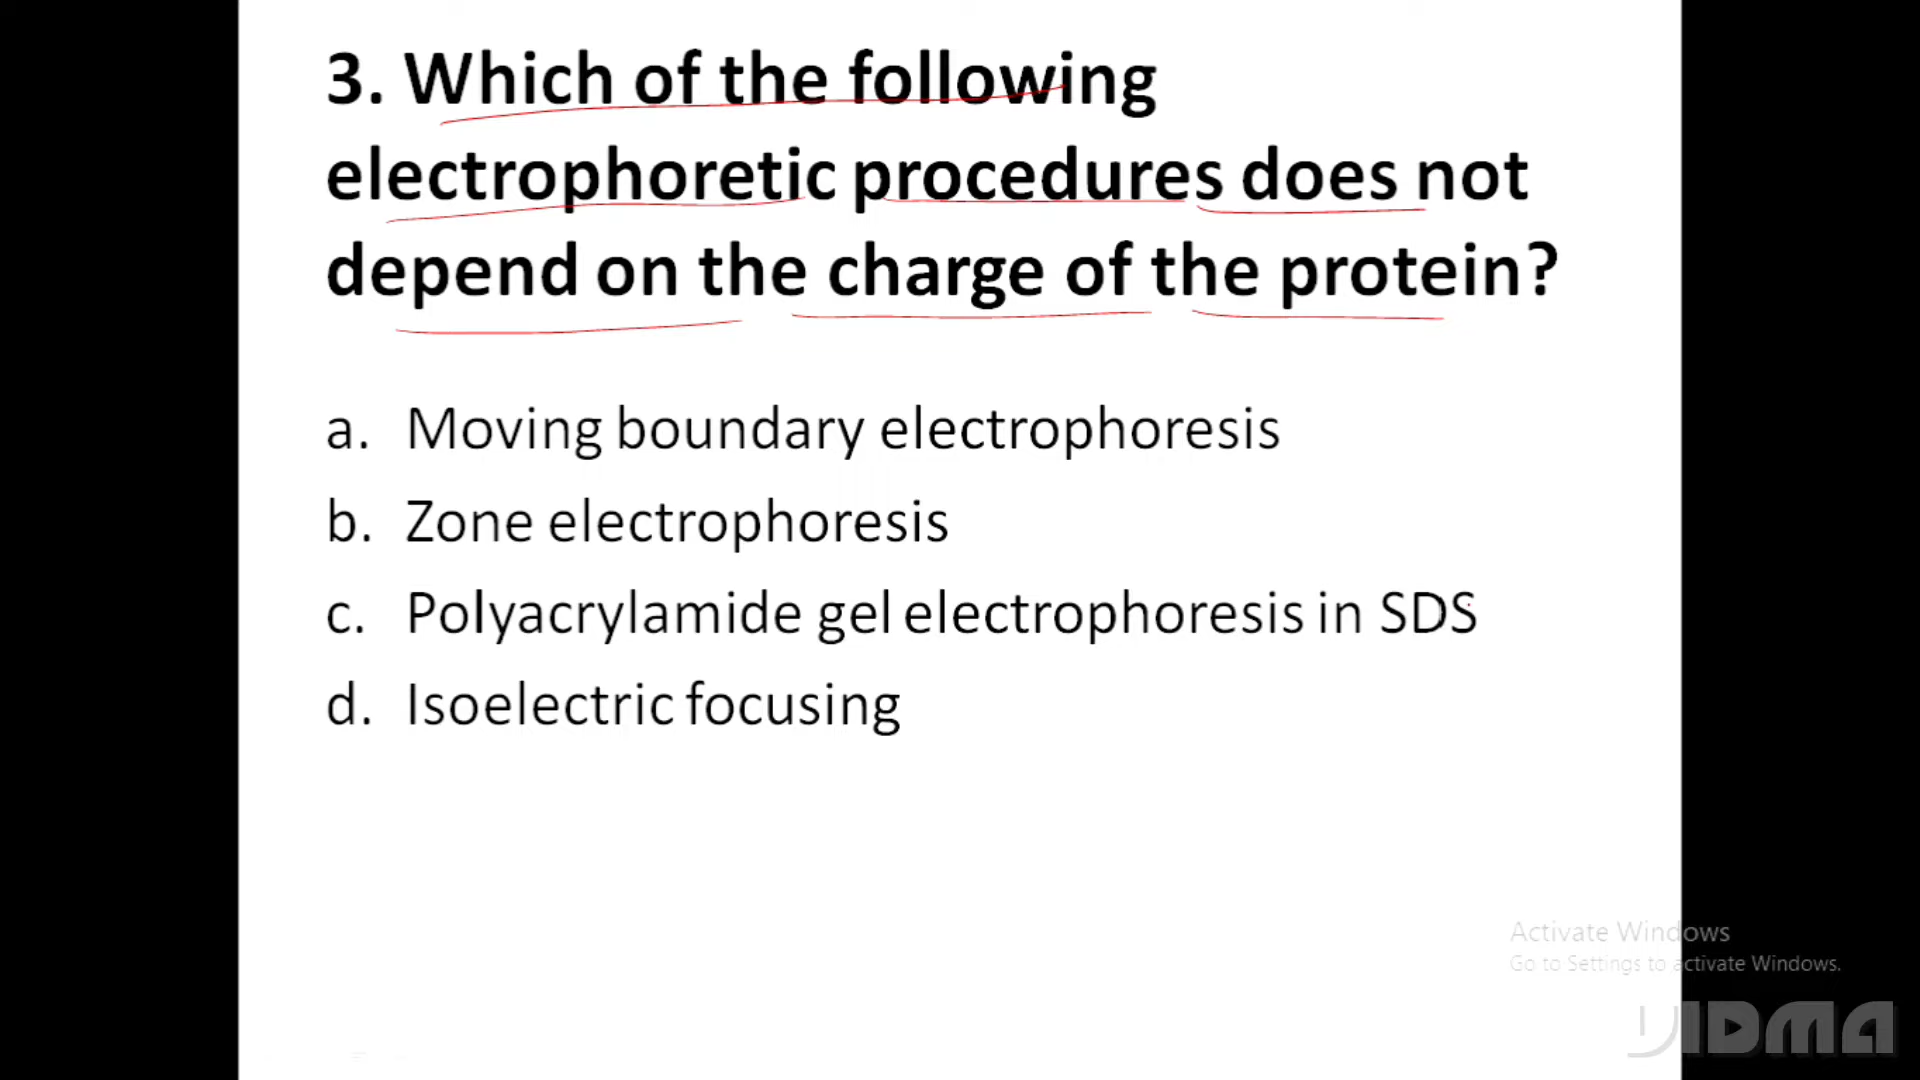 3. Which of the following
electrophoretic procedures does not
depend on the charge of the protein?
a. Moving boundary electrophoresis
b. Zone electrophoresis
c. Polyacrylamide gel electrophoresis in SDS
d. Isoelectric focusing
Activate Windows
Go to Settings to activate Windows.
VIDMA